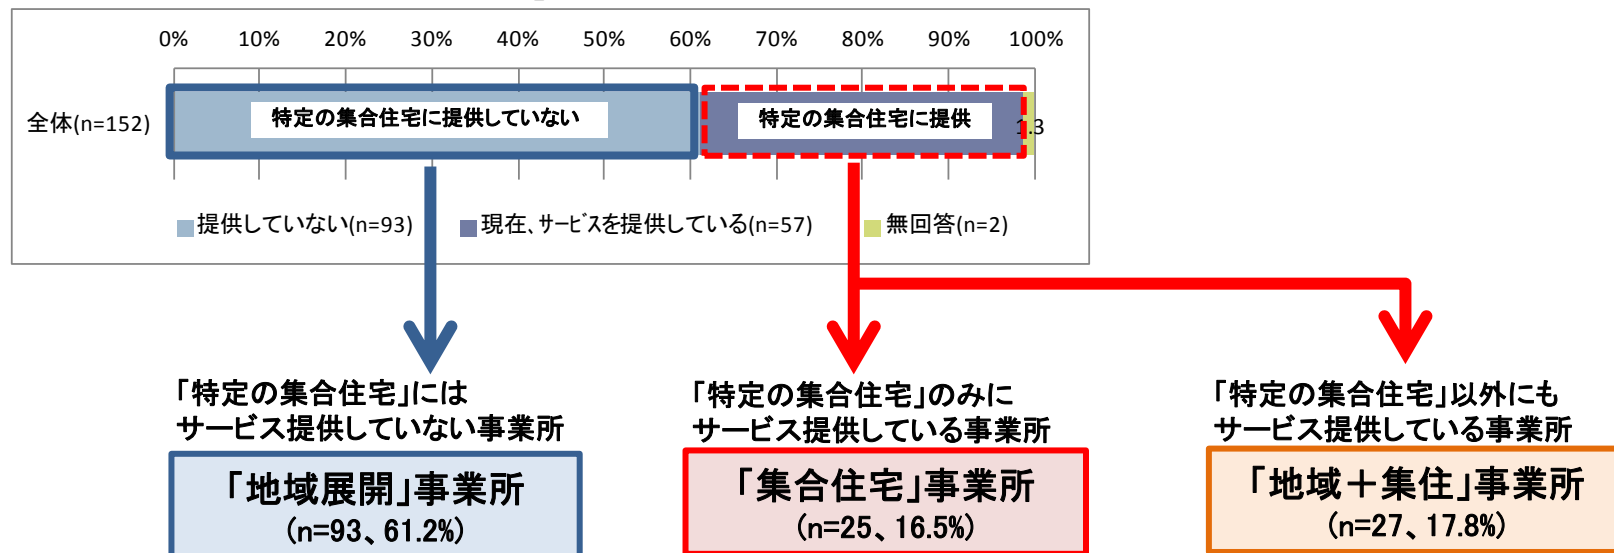 0% 10% 20% 30% 40% 50% 60% 70% 80% 90% 100%
全体(n=152)
特定の集合住宅に提供していない
特定の集合住宅に提供
1.3
提供していない(n=93)
現在、サービスを提供している(n=57)
無回答(n=2)
「特定の集合住宅」には
サービス提供していない事業所
「地域展開」事業所
(n=93、61.2%)
「特定の集合住宅」のみに
サービス提供している事業所
「集合住宅」事業所
(n=25、16.5%)
「特定の集合住宅」以外にも
サービス提供している事業所
「地域＋集住」事業所
(n=27、17.8%)